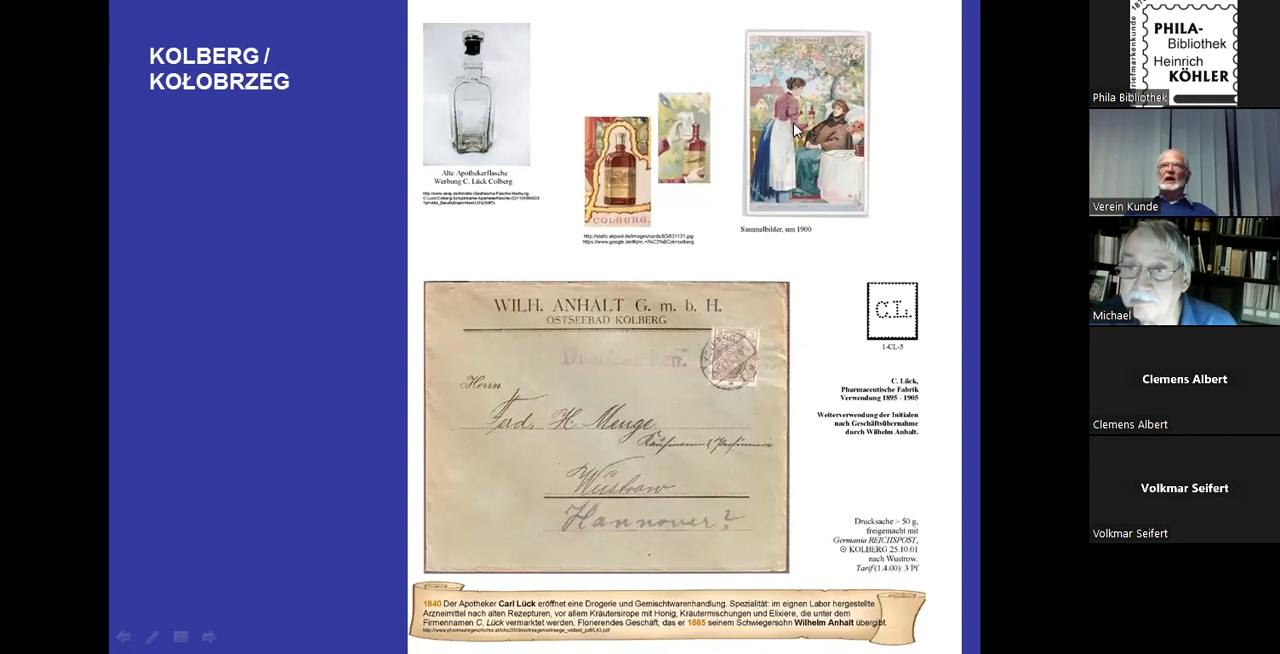 KOLBERG /
KOŁOBRZEG
Alte Apothekerflasche
Werbung C. Lück Colberg
COLBERG.
Sammelbilder, um 1900
WILH. ANHALT G. m. b. H.
OSTSEEBAD KOLBERG.
Drucksachen.
Herrn
Ferd. H. Menge
Kaufmann
Wustrow
Hannover?
C.L.
1-CL-5
C. Lück,
Pharmaceutische Fabrik
Verwendung 1895 - 1905
Weiterverwendung der Initialen
nach Geschäftsübernahme
durch Wilhelm Anhalt.
Drucksache > 50 g,
freigemacht mit
Germania REICHSPOST,
⊙ KOLBERG 25.10.01
nach Wustrow.
Tarif (1.4.00): 3 Pf
1840 Der Apotheker Carl Lück eröffnet eine Drogerie und Gemischtwarenhandlung. Spezialität: im eignen Labor hergestellte
Arzneimittel nach alten Rezepturen, vor allem Kräutersirope mit Honig, Kräutermischungen und Elixiere, die unter dem
Firmennamen C. Lück vermarktet werden. Florierendes Geschäft, das er 1885 seinem Schwiegersohn Wilhelm Anhalt übergibt.
PHILA-
Bibliothek
Heinrich
KÖHLER
Phila Bibliothek
Verein Kunde
Michael
Clemens Albert
Clemens Albert
Volkmar Seifert
Volkmar Seifert